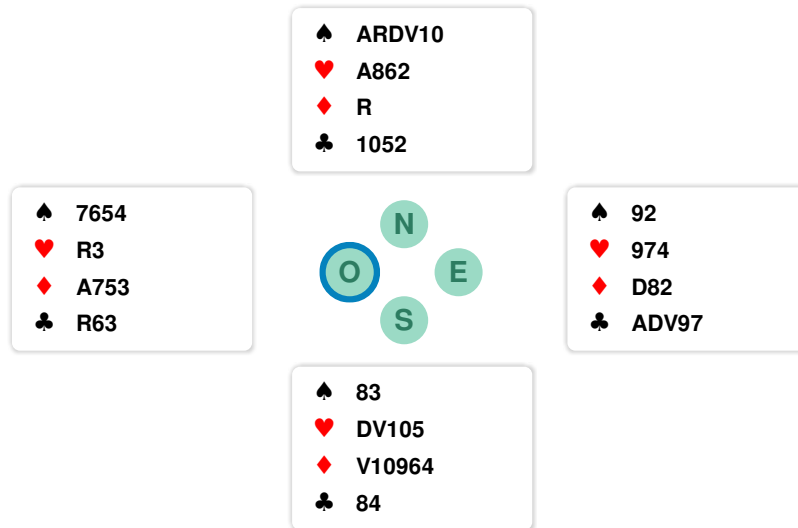 ♠ ARDV10
♥ A862
♦ R
♣ 1052
♠ 7654
♥ R3
♦ A753
♣ R63
N
O E
S
♠ 92
♥ 974
♦ D82
♣ ADV97
♠ 83
♥ DV105
♦ V10964
♣ 84